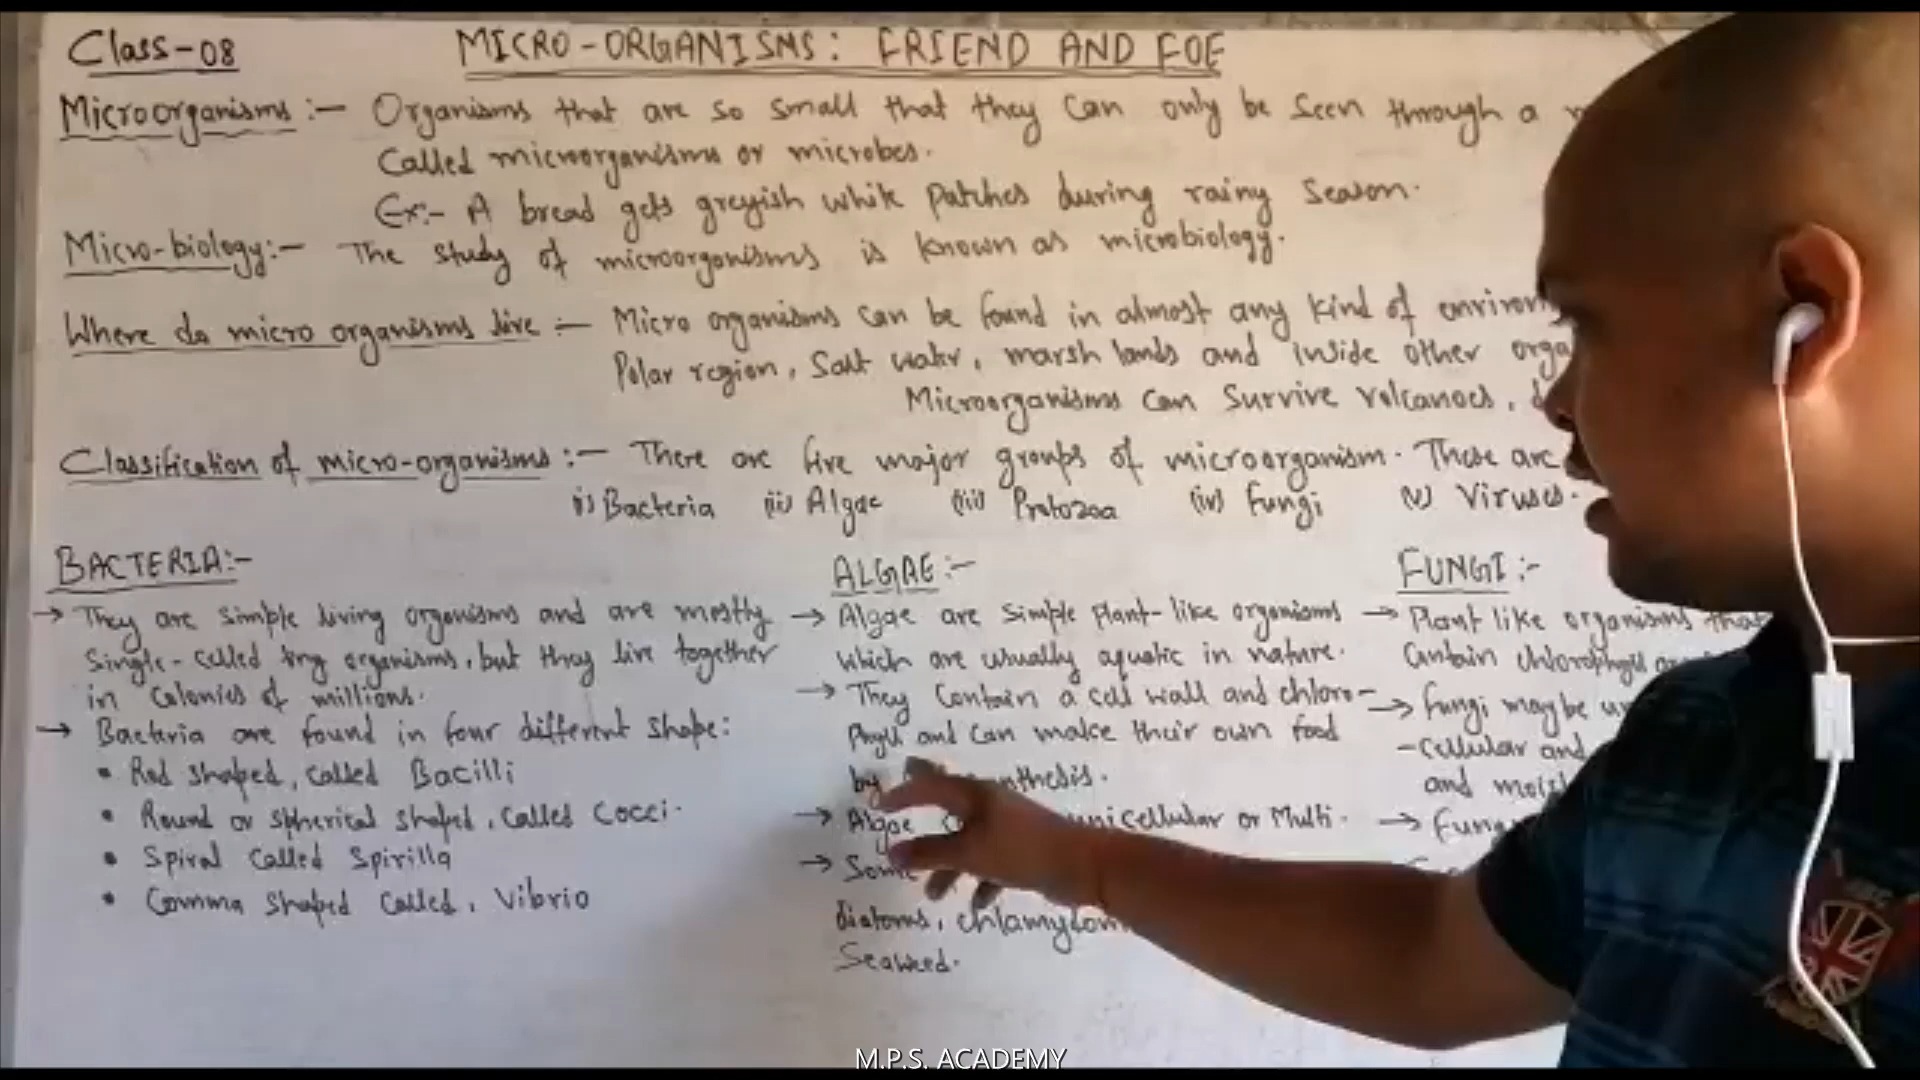 Class-08
MICRO-ORGANISMS: FRIEND AND FOE
Microorganisms :- Organisms that are so small that they can only be seen through a
Called microorganisms or microbes.
Ex:- A bread gets greyish white patches during rainy season.
Micro-biology:- The study of microorganisms is known as microbiology.
Where do micro organisms live :- Micro organisms can be found in almost any kind of
Polar region, Salt water, marsh lands and inside other
Microorganisms can survive volcanoes,
Classification of micro-organisms :- There are five major groups of microorganism. These are
(i) Bacteria (ii) Algae (iii) Protozoa (iv) Fungi (v) Viruses.
BACTERIA:-
→ They are simple living organisms and are mostly
single-celled tiny organisms, but they live together
in colonies of millions.
→ Bacteria are found in four different shape:
• Rod shaped, called Bacilli
• Round or spherical shaped, called Cocci.
• Spiral called Spirilla
• Comma shaped called, Vibrio
ALGAE:-
→ Algae are simple plant-like organisms
which are usually aquatic in nature.
→ They contain a cell wall and chloro-
phyll and can make their own food
by
→ Algae unicellular or Multi-
→ Some
diatoms,
Seaweed.
FUNGI:-
→ Plant like organisms that
contain chlorophyll
→ Fungi maybe
-cellular and
and
→
M.P.S. ACADEMY